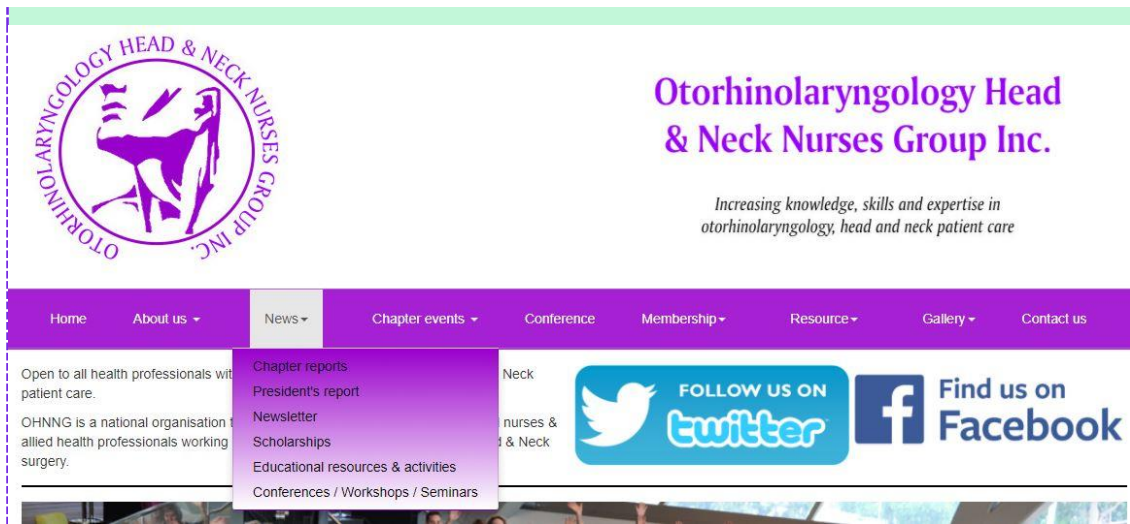 OTORHINOLARYNGOLOGY HEAD & NECK NURSES GROUP INC.
Otorhinolaryngology Head
& Neck Nurses Group Inc.
Increasing knowledge, skills and expertise in
otorhinolaryngology, head and neck patient care
Home About us News Chapter events Conference Membership Resource Gallery Contact us
Chapter reports
President's report
Newsletter
Scholarships
Educational resources & activities
Conferences / Workshops / Seminars
Open to all health professionals wit Neck
patient care.
OHNNG is a national organisation nurses &
allied health professionals working & Neck
surgery.
FOLLOW US ON
twitter
Find us on
Facebook